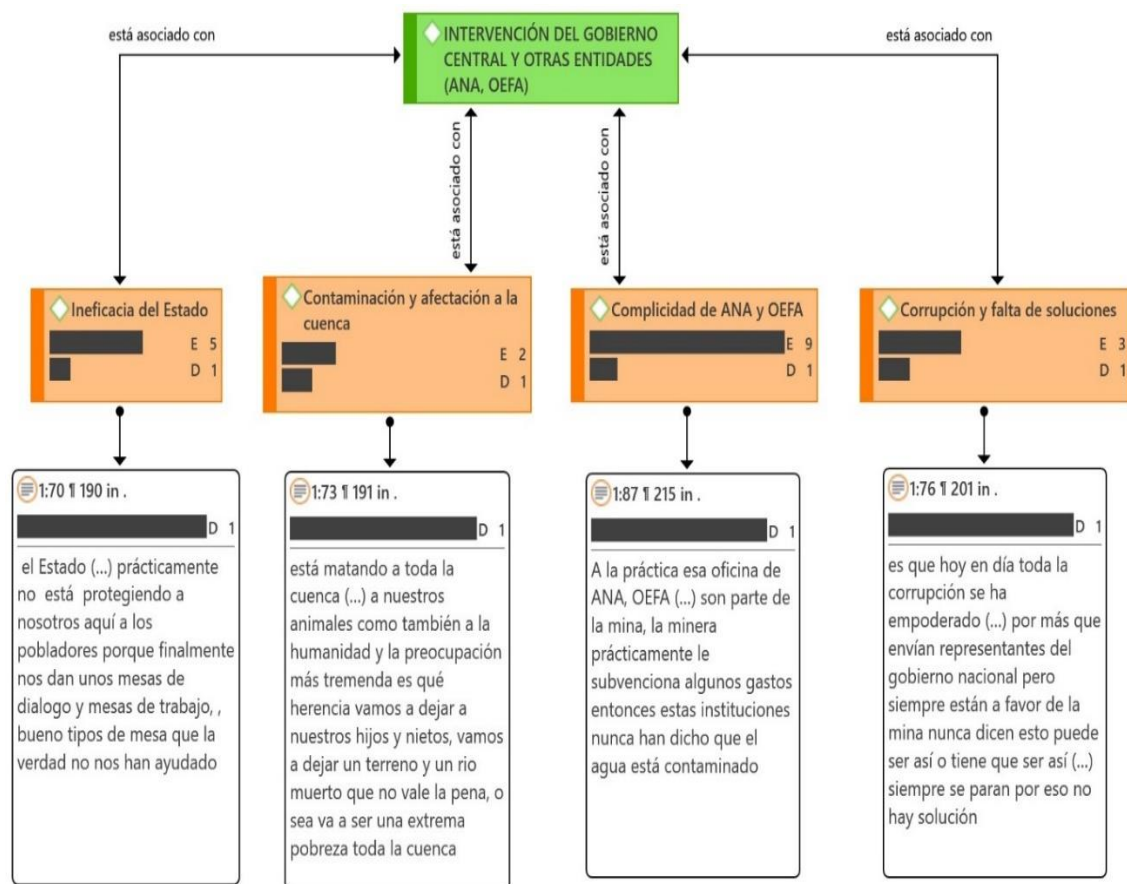 está asociado con
INTERVENCIÓN DEL GOBIERNO
CENTRAL Y OTRAS ENTIDADES
(ANA, OEFA)
está asociado con
está asociado con
está asociado con
Ineficacia del Estado
E 5
D 1
Contaminación y afectación a la
cuenca
E 2
D 1
Complicidad de ANA y OEFA
E 9
D 1
Corrupción y falta de soluciones
E 3
D 1
1:70 ¶ 190 in .
D 1
el Estado (...) prácticamente
no está protegiendo a
nosotros aquí a los
pobladores porque finalmente
nos dan unos mesas de
dialogo y mesas de trabajo, ,
bueno tipos de mesa que la
verdad no nos han ayudado
1:73 ¶ 191 in .
D 1
está matando a toda la
cuenca (...) a nuestros
animales como también a la
humanidad y la preocupación
más tremenda es qué
herencia vamos a dejar a
nuestros hijos y nietos, vamos
a dejar un terreno y un rio
muerto que no vale la pena, o
sea va a ser una extrema
pobreza toda la cuenca
1:87 ¶ 215 in .
D 1
A la práctica esa oficina de
ANA, OEFA (...) son parte de
la mina, la minera
prácticamente le
subvenciona algunos gastos
entonces estas instituciones
nunca han dicho que el
agua está contaminado
1:76 ¶ 201 in .
D 1
es que hoy en día toda la
corrupción se ha
empoderado (...) por más que
envían representantes del
gobierno nacional pero
siempre están a favor de la
mina nunca dicen esto puede
ser así o tiene que ser así (...)
siempre se paran por eso no
hay solución